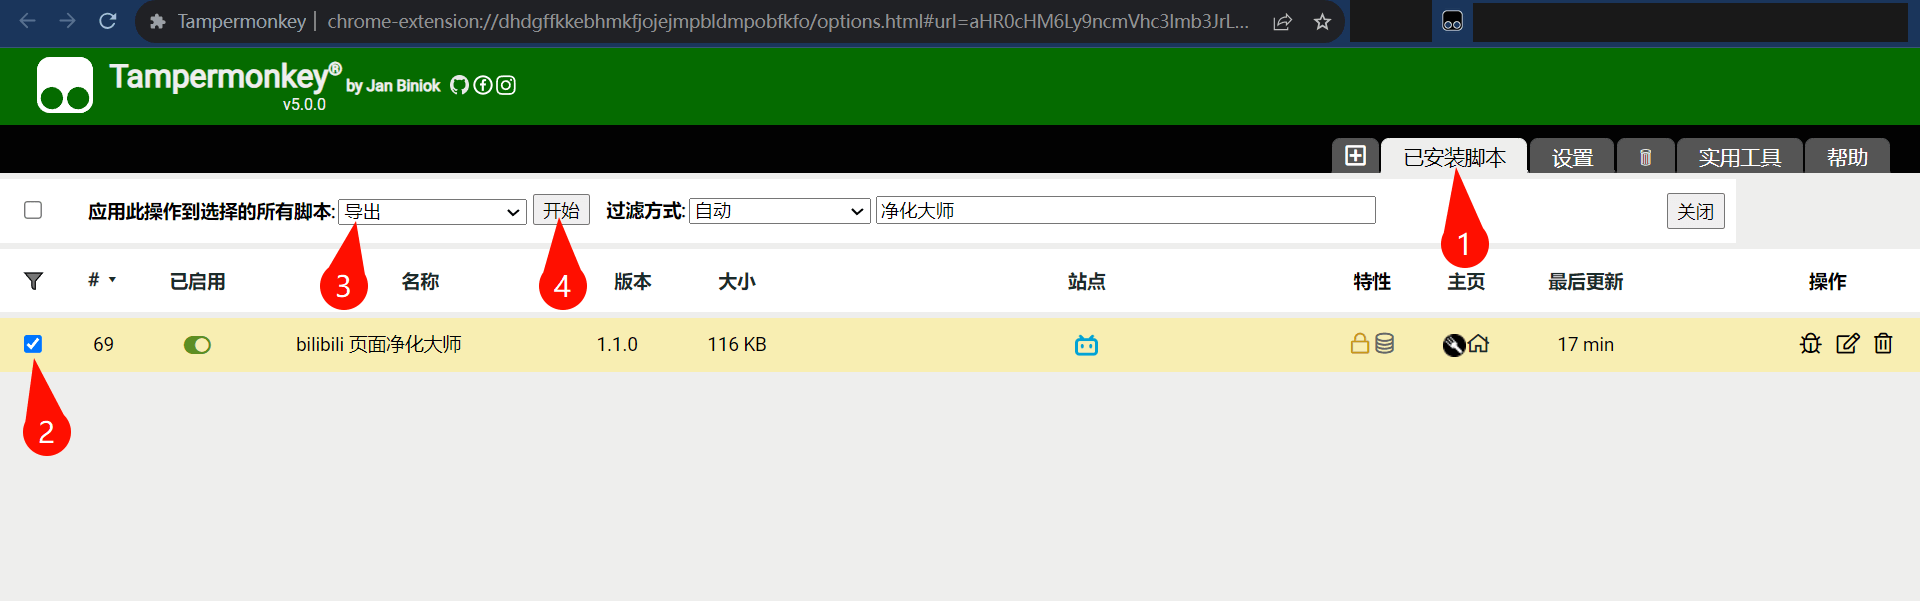 Tampermonkey | chrome-extension://dhdgffkkebhmkfjojejmpbldmpobfkfo/options.html#url=aHR0cHM6Ly9ncmVhc3lmb3JrL...
Tampermonkey® by Jan Biniok
v5.0.0
已安装脚本 设置 实用工具 帮助
应用此操作到选择的所有脚本: 导出 开始 过滤方式: 自动 净化大师 关闭
1
# 已启用 名称 版本 大小 站点 特性 主页 最后更新 操作
3 4
69 bilibili 页面净化大师 1.1.0 116 KB 17 min
2